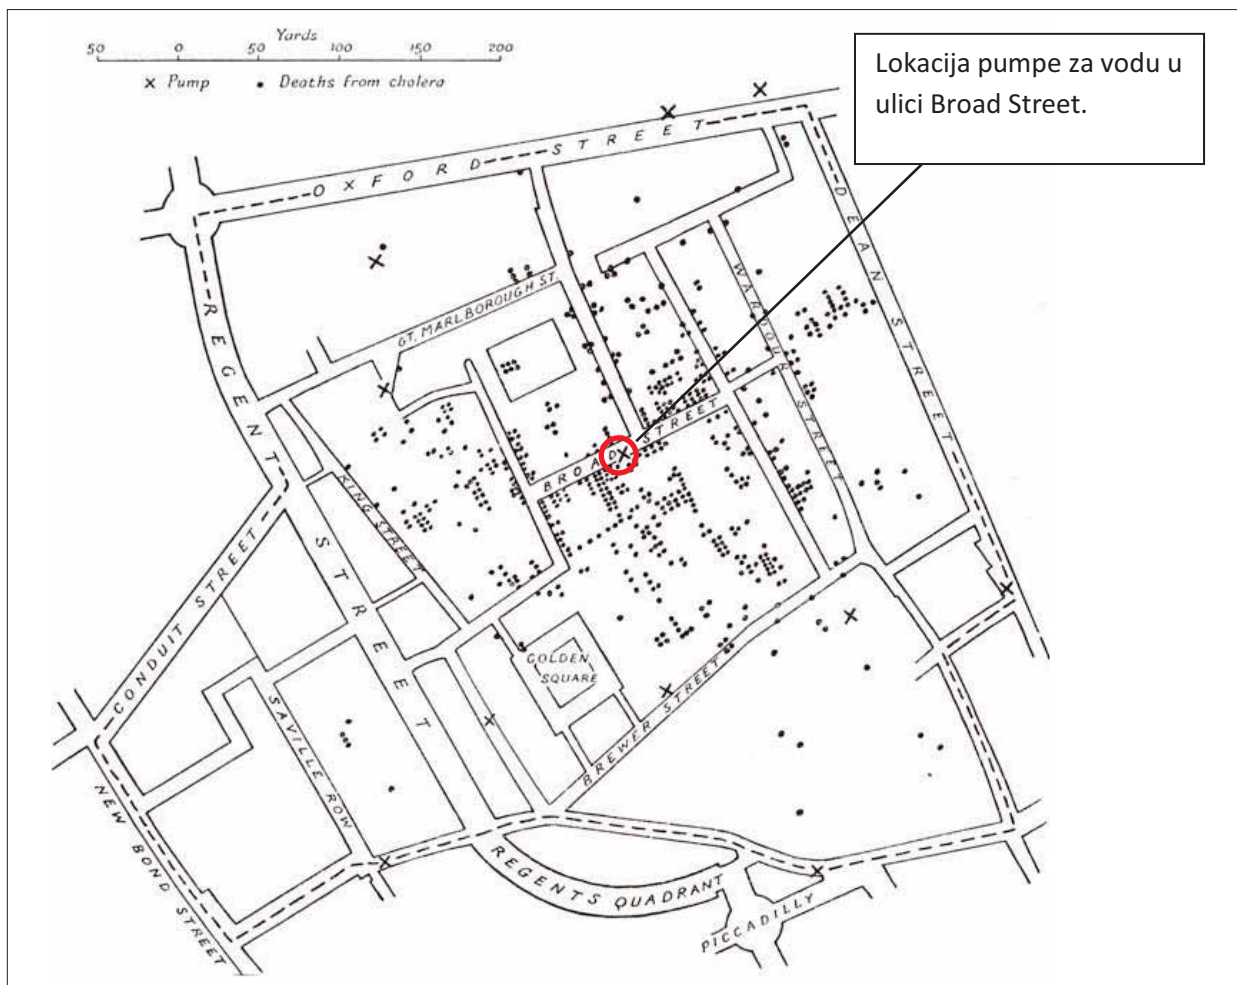 Yards
50 0 50 100 200
x Pump • Deaths from cholera
Lokacija pumpe za vodu u
ulici Broad Street.
OXFORD STREET
DEAN STREET
WARDOUR STREET
GT. MARLBOROUGH ST.
REGENT STREET
BROAD STREET
KING STREET
CONDUIT STREET
GOLDEN
SQUARE
BREWER STREET
SAVILLE ROW
NEW BOND STREET
REGENTS QUADRANT
PICCADILLY